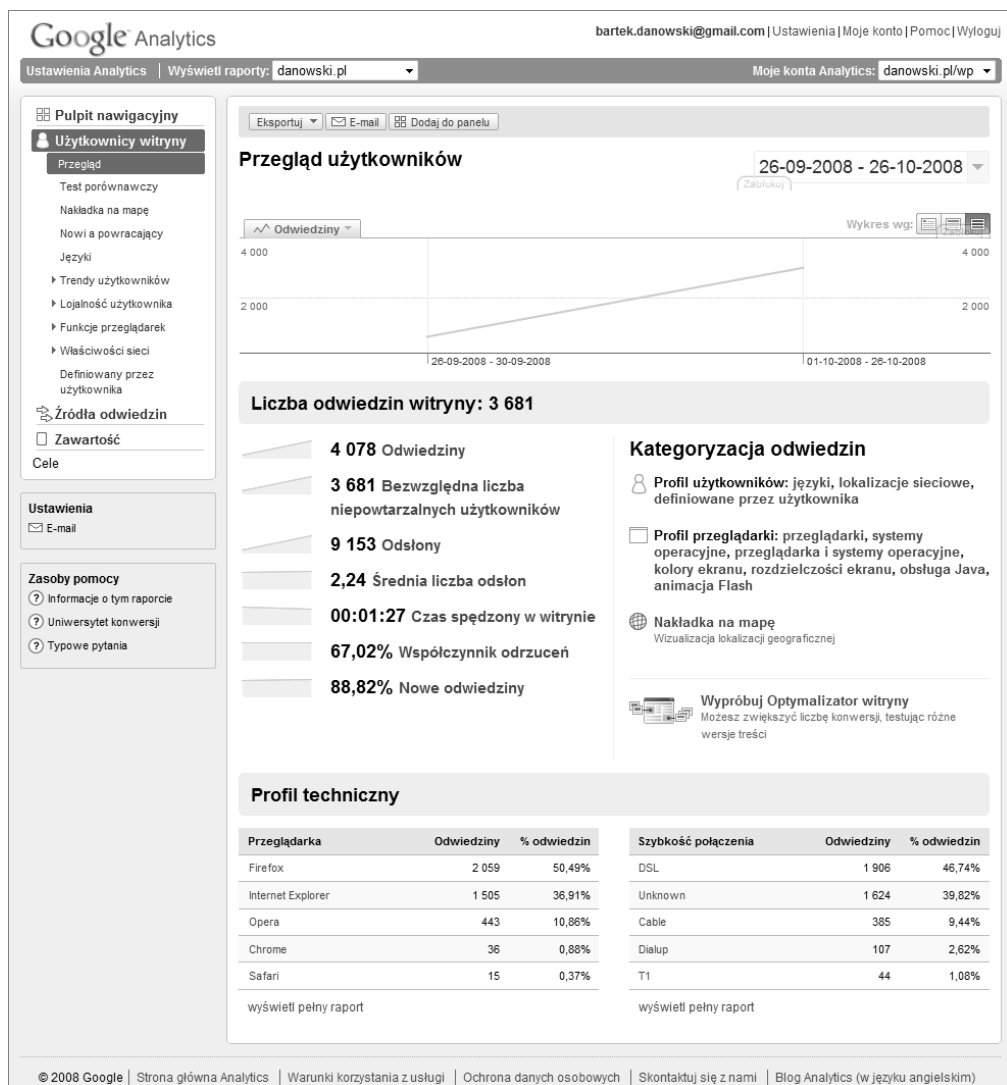 Google Analytics
bartek.danowski@gmail.com | Ustawienia | Moje konto | Pomoc | Wyloguj
Ustawienia Analytics | Wyświetl raporty: danowski.pl
Moje konta Analytics: danowski.pl/wp
Pulpit nawigacyjny
Użytkownicy witryny
Przegląd
Test porównawczy
Nakładka na mapę
Nowi a powracający
Języki
Trendy użytkowników
Lojalność użytkownika
Funkcje przeglądarek
Właściwości sieci
Definiowany przez
użytkownika
Źródła odwiedzin
Zawartość
Cele
Ustawienia
E-mail
Zasoby pomocy
Informacje o tym raporcie
Uniwersytet konwersji
Typowe pytania
Eksportuj E-mail Dodaj do panelu
Przegląd użytkowników
26-09-2008 - 26-10-2008
Zablokuj
Odwiedziny
Wykres wg:
Zablokuj
4 000 4 000
2 000 2 000
26-09-2008 - 30-09-2008 01-10-2008 - 26-10-2008
Liczba odwiedzin witryny: 3 681
4 078 Odwiedziny
3 681 Bezwzględna liczba
niepowtarzalnych użytkowników
9 153 Odsłony
2,24 Średnia liczba odsłon
00:01:27 Czas spędzony w witrynie
67,02% Współczynnik odrzuceń
88,82% Nowe odwiedziny
Kategoryzacja odwiedzin
Profil użytkowników: języki, lokalizacje sieciowe,
definiowane przez użytkownika
Profil przeglądarki: przeglądarki, systemy
operacyjne, przeglądarka i systemy operacyjne,
kolory ekranu, rozdzielczości ekranu, obsługa Java,
animacja Flash
Nakładka na mapę
Wizualizacja lokalizacji geograficznej
Wypróbuj Optymalizator witryny
Możesz zwiększyć liczbę konwersji, testując różne
wersje treści
Profil techniczny
Przeglądarka Odwiedziny % odwiedzin
Firefox 2 059 50,49%
Internet Explorer 1 505 36,91%
Opera 443 10,86%
Chrome 36 0,88%
Safari 15 0,37%
wyświetl pełny raport
Szybkość połączenia Odwiedziny % odwiedzin
DSL 1 906 46,74%
Unknown 1 624 39,82%
Cable 385 9,44%
Dialup 107 2,62%
T1 44 1,08%
wyświetl pełny raport
© 2008 Google | Strona główna Analytics | Warunki korzystania z usługi | Ochrona danych osobowych | Skontaktuj się z nami | Blog Analytics (w języku angielskim)